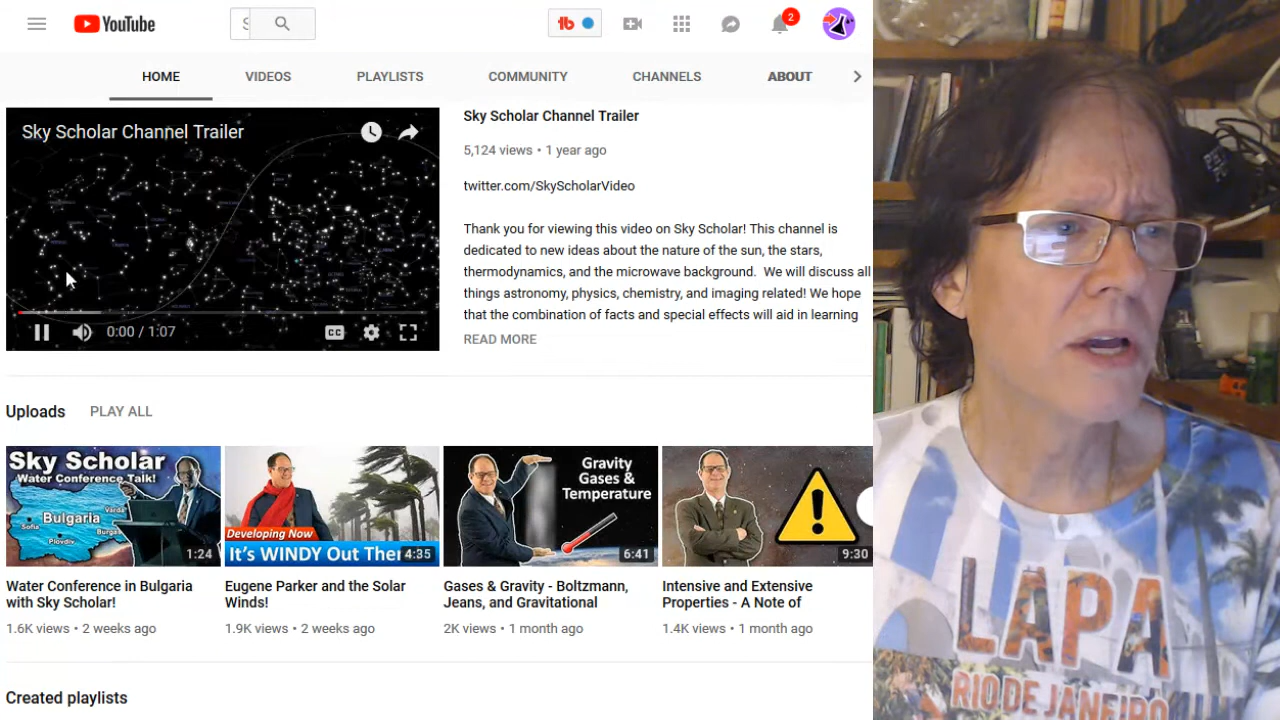 YouTube
2
HOME VIDEOS PLAYLISTS COMMUNITY CHANNELS ABOUT
Sky Scholar Channel Trailer
0:00 / 1:07
CC
Sky Scholar Channel Trailer
5,124 views • 1 year ago
twitter.com/SkyScholarVideo
Thank you for viewing this video on Sky Scholar! This channel is
dedicated to new ideas about the nature of the sun, the stars,
thermodynamics, and the microwave background. We will discuss all
things astronomy, physics, chemistry, and imaging related! We hope
that the combination of facts and special effects will aid in learning
READ MORE
Uploads PLAY ALL
Sky Scholar
Water Conference Talk!
Bulgaria
Sofia
Varda
Burgas
Plovdiv
1:24
Water Conference in Bulgaria
with Sky Scholar!
1.6K views • 2 weeks ago
Developing Now
It's WINDY Out The
4:35
Eugene Parker and the Solar
Winds!
1.9K views • 2 weeks ago
Gravity
Gases &
Temperature
6:41
Gases & Gravity - Boltzmann,
Jeans, and Gravitational
2K views • 1 month ago
!
9:30
Intensive and Extensive
Properties - A Note of
1.4K views • 1 month ago
Created playlists
LAPA
RIO DE JANEIRO